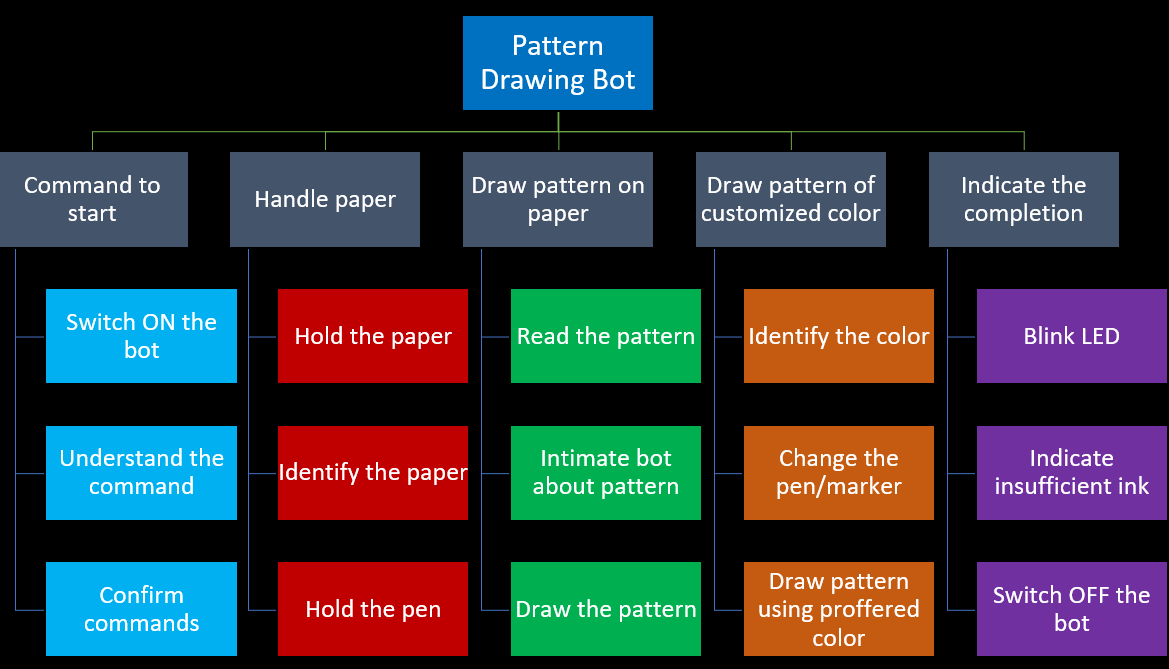 Pattern
Drawing Bot
Command to
start
Handle paper
Draw pattern on
paper
Draw pattern of
customized color
Indicate the
completion
Switch ON the
bot
Understand the
command
Confirm
commands
Hold the paper
Identify the paper
Hold the pen
Read the pattern
Intimate bot
about pattern
Draw the pattern
Identify the color
Change the
pen/marker
Draw pattern
using proffered
color
Blink LED
Indicate
insufficient ink
Switch OFF the
bot